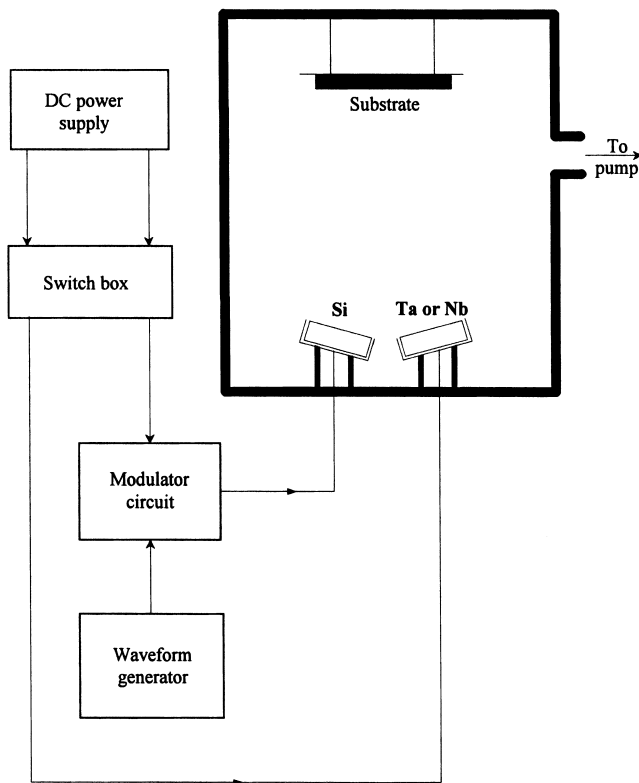 DC power
supply
Substrate
To
pump
Switch box
Si
Ta or Nb
Modulator
circuit
Waveform
generator